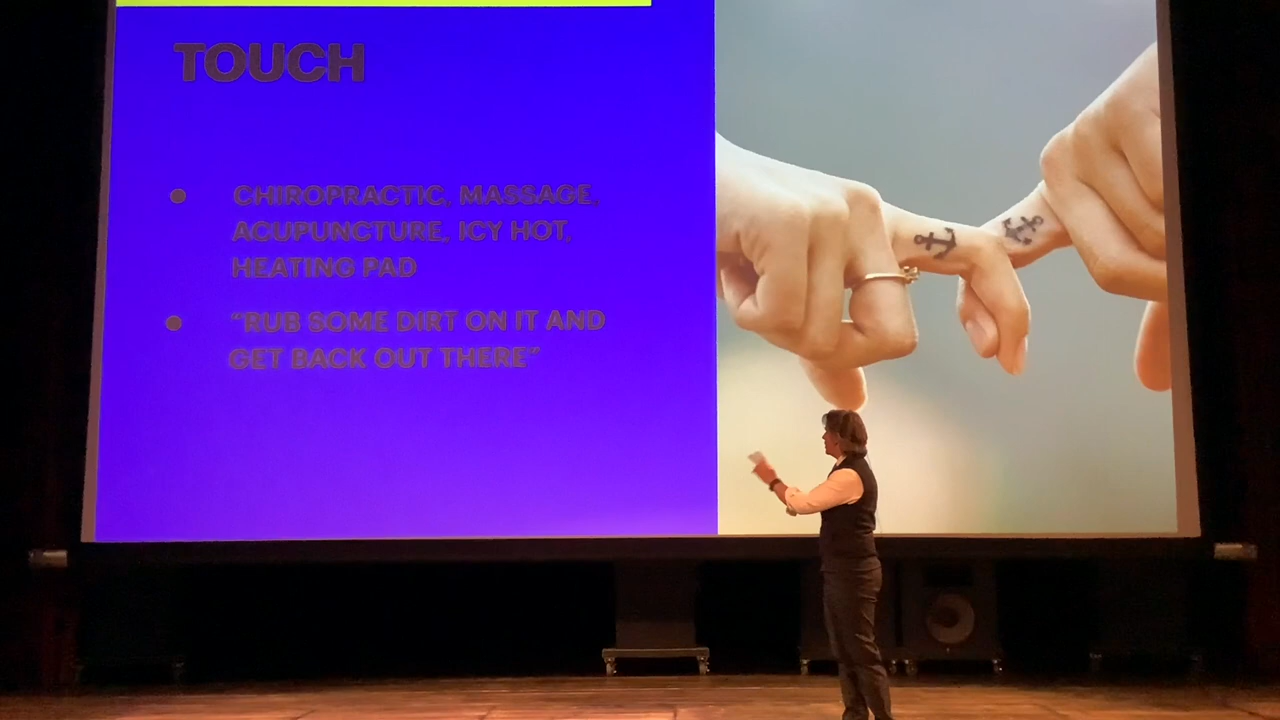 TOUCH
CHIROPRACTIC, MASSAGE,
ACUPUNCTURE, ICY HOT,
HEATING PAD
"RUB SOME DIRT ON IT AND
GET BACK OUT THERE"